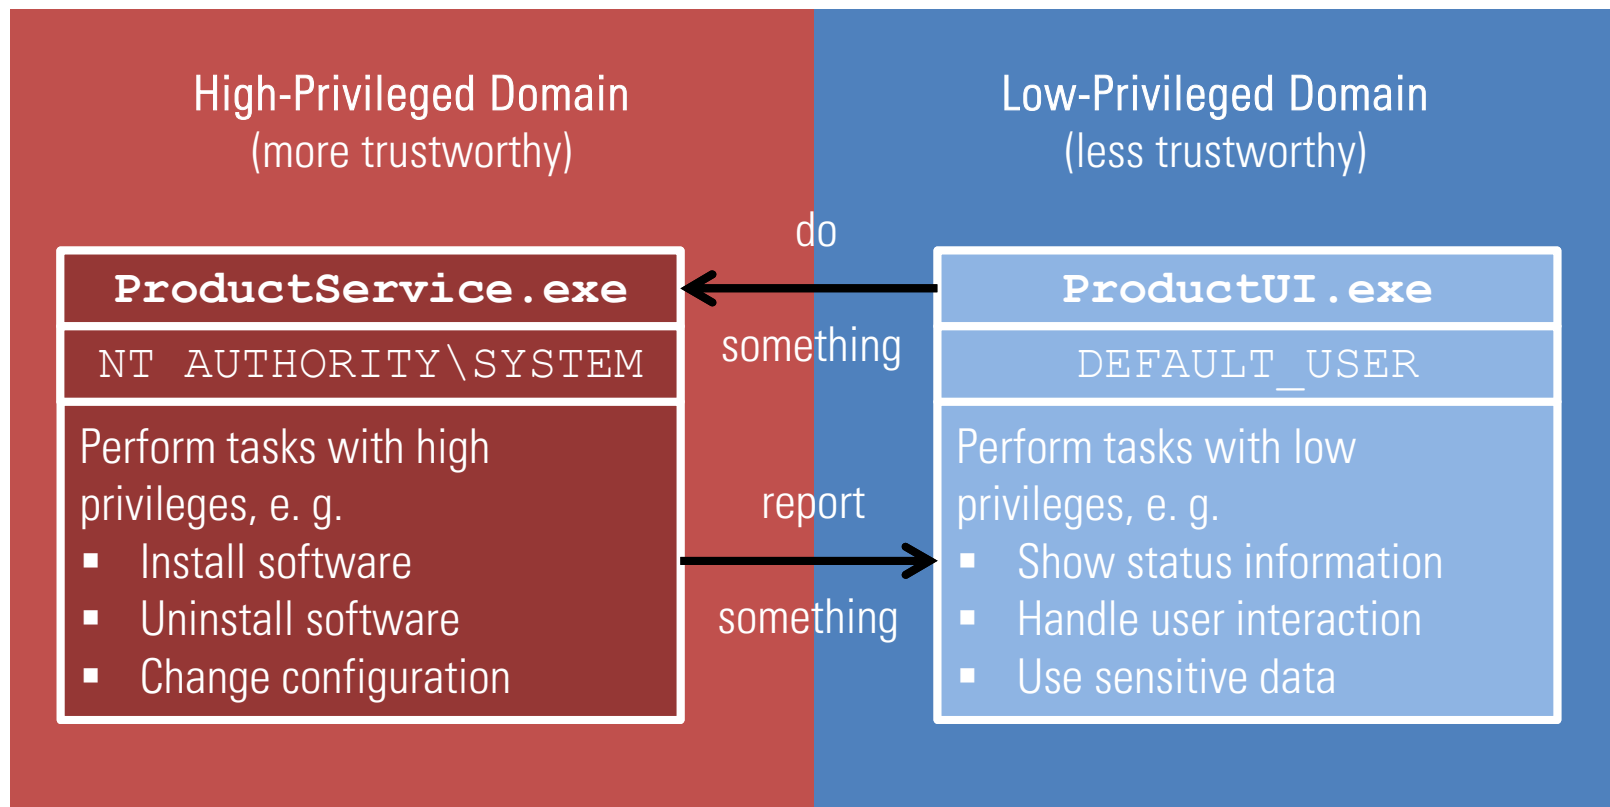 High-Privileged Domain
(more trustworthy)
Low-Privileged Domain
(less trustworthy)
do
something
report
something
ProductService.exe
NT AUTHORITY\SYSTEM
Perform tasks with high
privileges, e. g.
▪ Install software
▪ Uninstall software
▪ Change configuration
ProductUI.exe
DEFAULT_USER
Perform tasks with low
privileges, e. g.
▪ Show status information
▪ Handle user interaction
▪ Use sensitive data